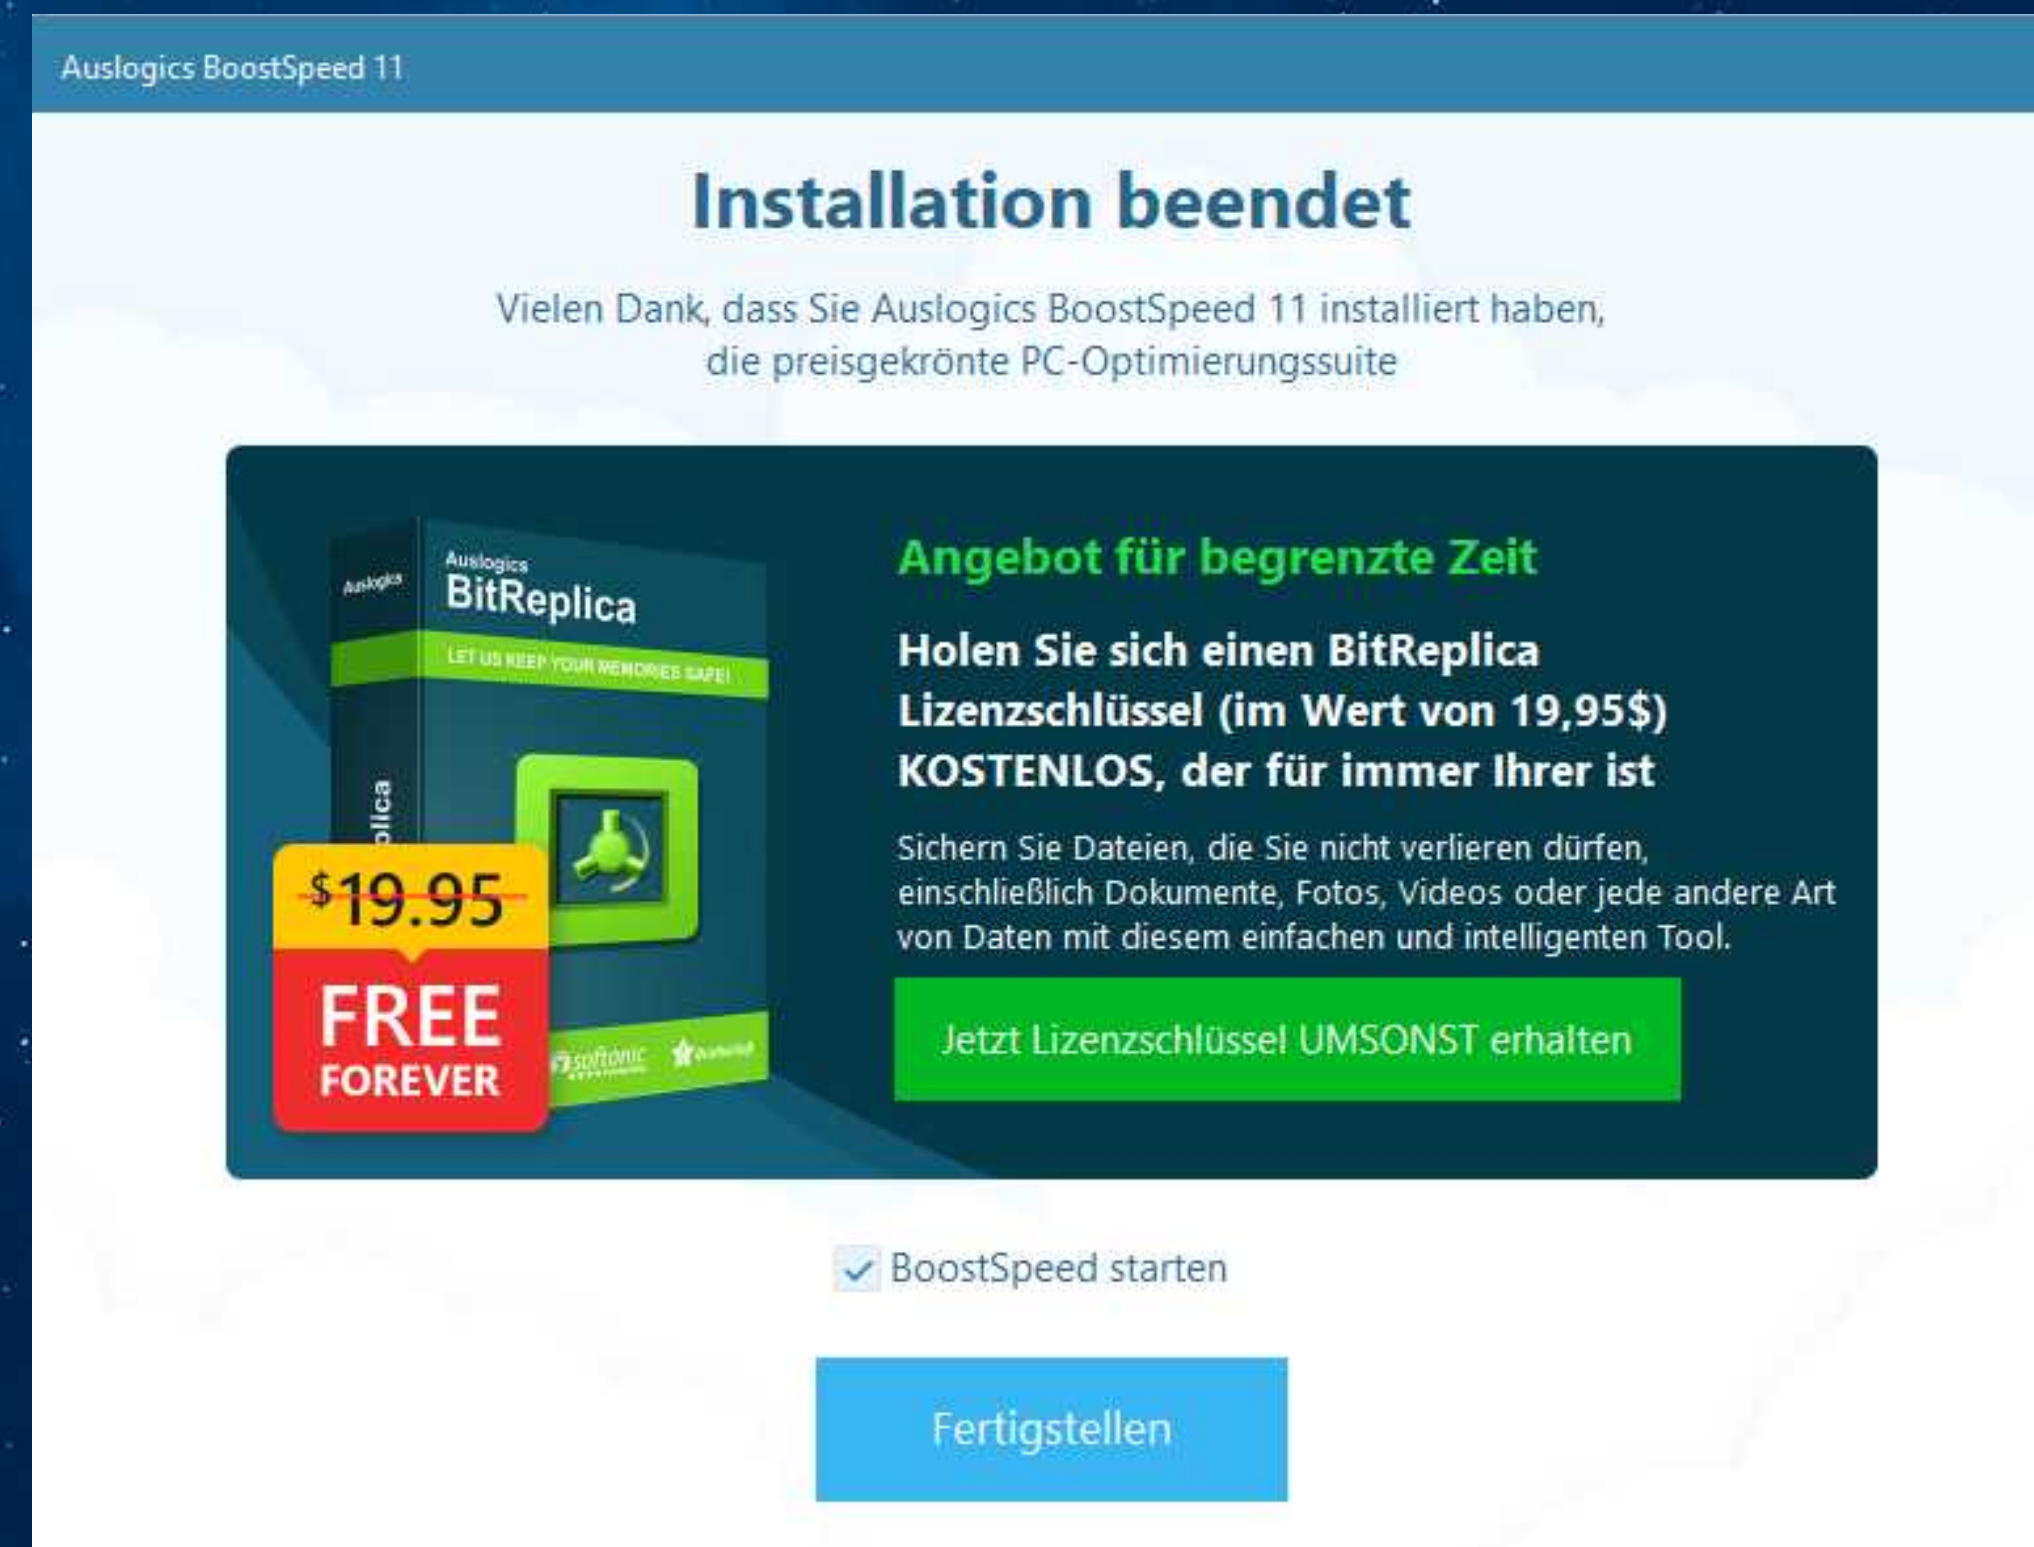 Auslogics BoostSpeed 11
Installation beendet
Vielen Dank, dass Sie Auslogics BoostSpeed 11 installiert haben,
die preisgekrönte PC-Optimierungssuite
Auslogics
Auslogics
BitReplica
LET US KEEP YOUR MEMORIES SAFE!
plica
$19.95
FREE
FOREVER
softonic
Angebot für begrenzte Zeit
Holen Sie sich einen BitReplica
Lizenzschlüssel (im Wert von 19,95$)
KOSTENLOS, der für immer Ihrer ist
Sichern Sie Dateien, die Sie nicht verlieren dürfen,
einschließlich Dokumente, Fotos, Videos oder jede andere Art
von Daten mit diesem einfachen und intelligenten Tool.
Jetzt Lizenzschlüssel UMSONST erhalten
BoostSpeed starten
Fertigstellen